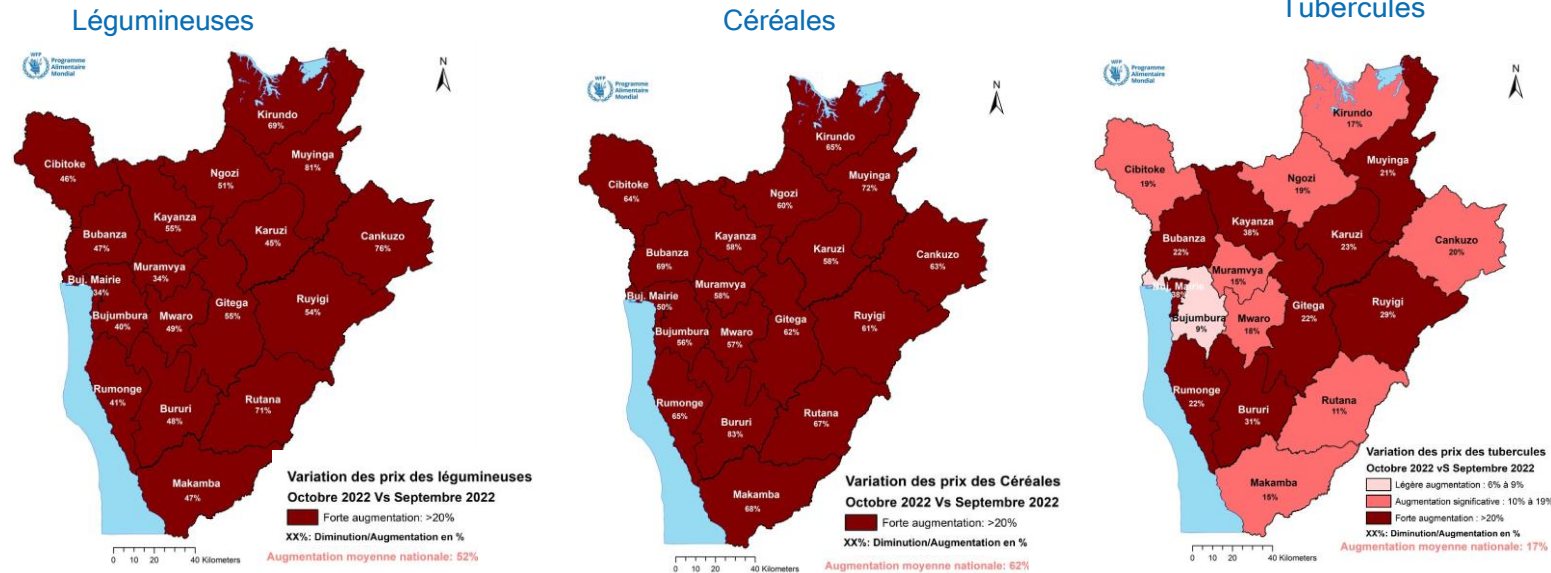 Légumineuses
WFP
Programme
Alimentaire
Mondial
N
Kirundo
69%
Cibitoke
46%
Muyinga
81%
Ngozi
51%
Kayanza
55%
Karuzi
45%
Cankuzo
76%
Bubanza
47%
Muramvya
34%
Buj. Mairie
34%
Gitega
55%
Ruyigi
54%
Bujumbura
40%
Mwaro
49%
Rumonge
41%
Bururi
48%
Rutana
71%
Makamba
47%
Variation des prix des légumineuses
Octobre 2022 Vs Septembre 2022
Forte augmentation: >20%
XX%: Diminution/Augmentation en %
Augmentation moyenne nationale: 52%
0 10 20 40 Kilometers
Céréales
WFP
Programme
Alimentaire
Mondial
N
Kirundo
65%
Cibitoke
64%
Muyinga
72%
Ngozi
60%
Kayanza
58%
Karuzi
58%
Cankuzo
63%
Bubanza
69%
Muramvya
58%
Buj. Mairie
50%
Gitega
62%
Ruyigi
61%
Bujumbura
56%
Mwaro
57%
Rumonge
65%
Bururi
83%
Rutana
67%
Makamba
68%
Variation des prix des Céréales
Octobre 2022 Vs Septembre 2022
Forte augmentation: >20%
XX%: Diminution/Augmentation en %
Augmentation moyenne nationale: 62%
0 10 20 40 Kilometers
Tubercules
WFP
Programme
Alimentaire
Mondial
N
Kirundo
17%
Cibitoke
19%
Muyinga
21%
Ngozi
19%
Kayanza
38%
Karuzi
23%
Cankuzo
20%
Bubanza
22%
Muramvya
15%
Buj. Mairie
38%
Gitega
22%
Ruyigi
29%
Bujumbura
9%
Mwaro
18%
Rumonge
22%
Bururi
31%
Rutana
11%
Makamba
15%
Variation des prix des tubercules
Octobre 2022 vS Septembre 2022
Légère augmentation : 6% à 9%
Augmentation significative : 10% à 19%
Forte augmentation : >20%
XX%: Diminution/Augmentation en %
Augmentation moyenne nationale: 17%
0 10 20 40 Kilometers